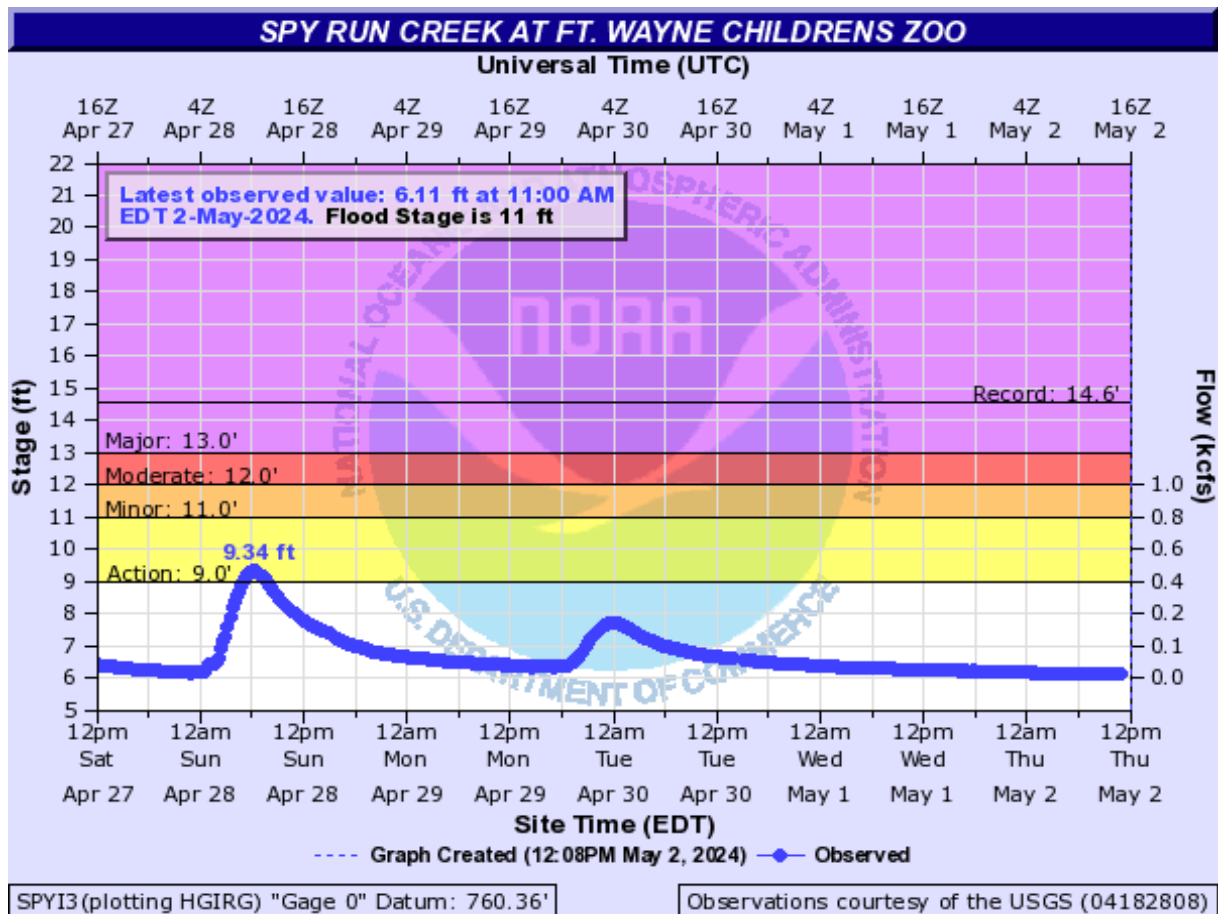 SPY RUN CREEK AT FT. WAYNE CHILDRENS ZOO
Universal Time (UTC)
16Z 4Z 16Z 4Z 16Z 4Z 16Z 4Z 16Z 4Z 16Z
Apr 27 Apr 28 Apr 28 Apr 29 Apr 29 Apr 30 Apr 30 May 1 May 1 May 2 May 2
Latest observed value: 6.11 ft at 11:00 AM
EDT 2-May-2024. Flood Stage is 11 ft
NATIONAL OCEANIC AND ATMOSPHERIC ADMINISTRATION
NOAA
U.S. DEPARTMENT OF COMMERCE
Stage (ft)
22
21
20
19
18
17
16
15
14
13
12
11
10
9
8
7
6
5
Record: 14.6'
Major: 13.0'
Moderate: 12.0'
Minor: 11.0'
9.34 ft
Action: 9.0'
Flow (kcfs)
1.0
0.8
0.6
0.4
0.2
0.1
0.0
12pm 12am 12pm 12am 12pm 12am 12pm 12am 12pm 12am 12pm
Sat Sun Sun Mon Mon Tue Tue Wed Wed Thu Thu
Apr 27 Apr 28 Apr 28 Apr 29 Apr 29 Apr 30 Apr 30 May 1 May 1 May 2 May 2
Site Time (EDT)
Graph Created (12:08PM May 2, 2024) Observed
SPYI3(plotting HGIRG) "Gage 0" Datum: 760.36'
Observations courtesy of the USGS (04182808)